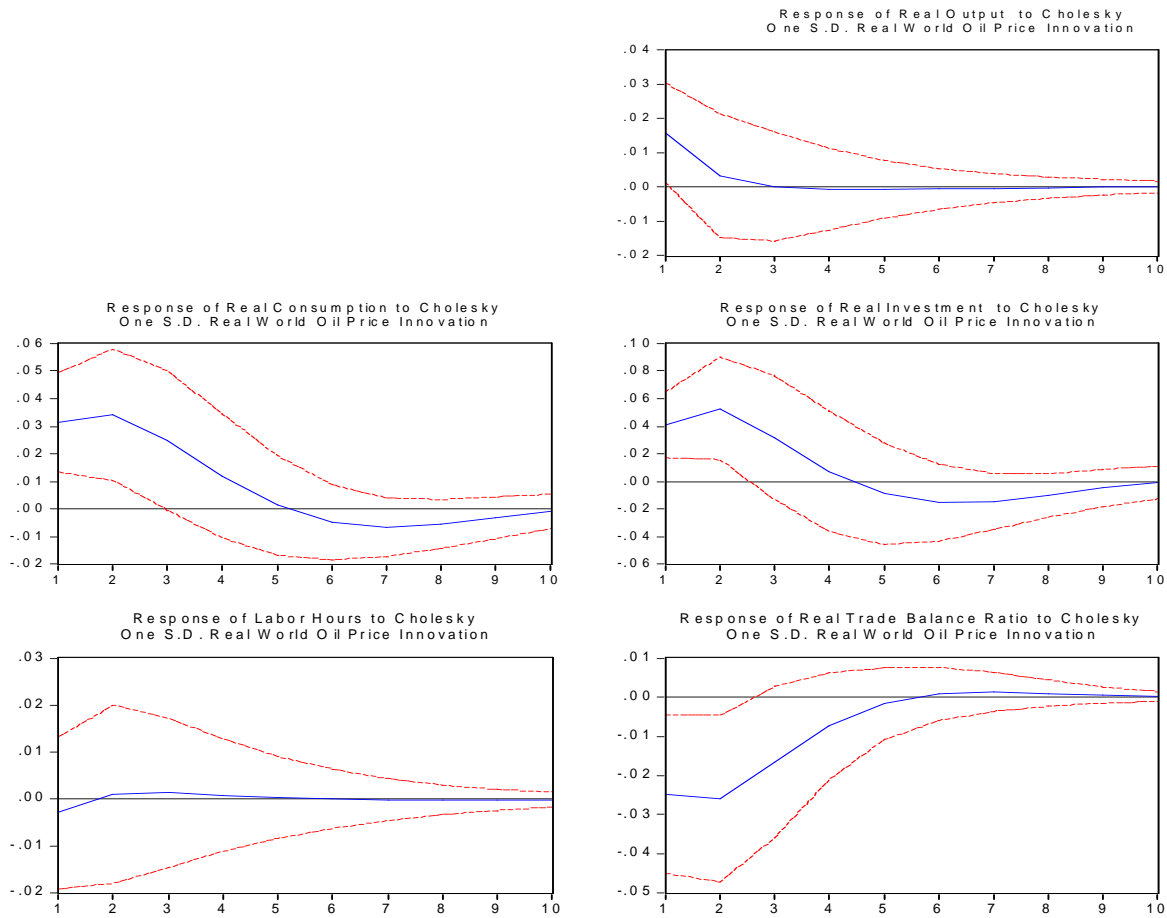 Response of Real Output to Cholesky
One S.D. Real World Oil Price Innovation
.04
.03
.02
.01
.00
-.01
-.02
1 2 3 4 5 6 7 8 9 10
Response of Real Consumption to Cholesky
One S.D. Real World Oil Price Innovation
.06
.05
.04
.03
.02
.01
.00
-.01
-.02
1 2 3 4 5 6 7 8 9 10
Response of Real Investment to Cholesky
One S.D. Real World Oil Price Innovation
.10
.08
.06
.04
.02
.00
-.02
-.04
-.06
1 2 3 4 5 6 7 8 9 10
Response of Labor Hours to Cholesky
One S.D. Real World Oil Price Innovation
.03
.02
.01
.00
-.01
-.02
1 2 3 4 5 6 7 8 9 10
Response of Real Trade Balance Ratio to Cholesky
One S.D. Real World Oil Price Innovation
.01
.00
-.01
-.02
-.03
-.04
-.05
1 2 3 4 5 6 7 8 9 10